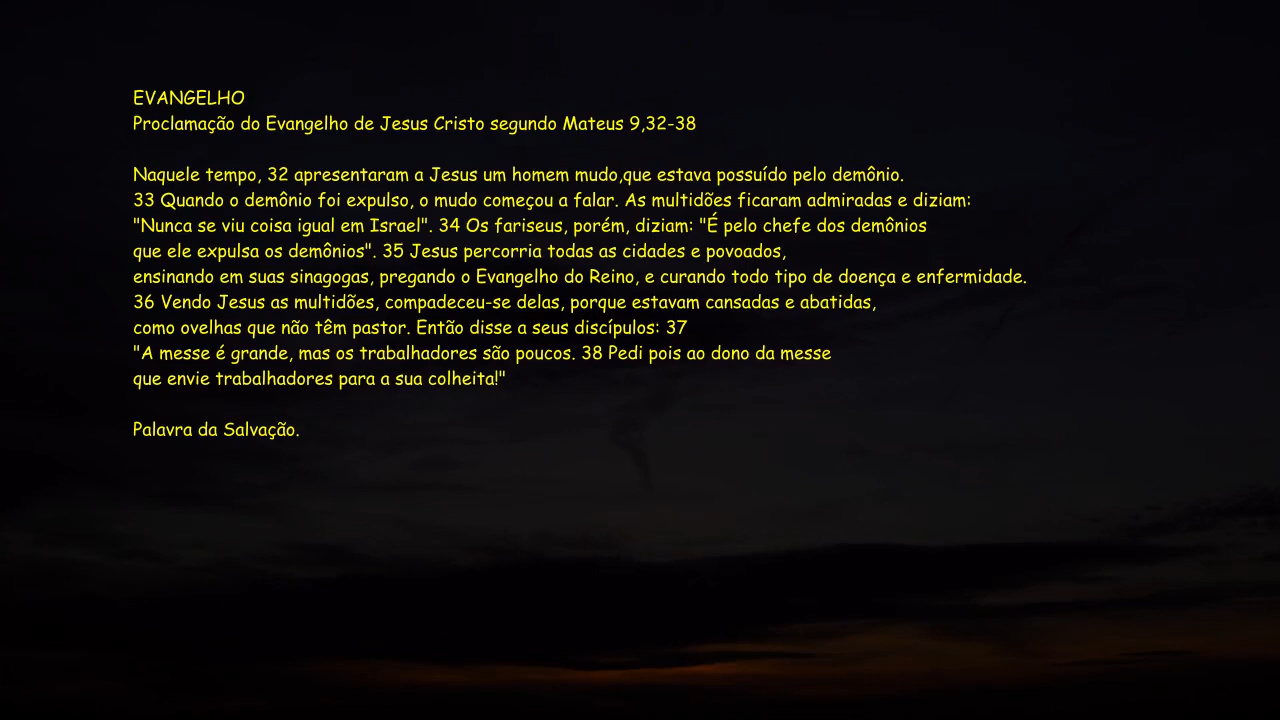 EVANGELHO
Proclamação do Evangelho de Jesus Cristo segundo Mateus 9,32-38
Naquele tempo, 32 apresentaram a Jesus um homem mudo,que estava possuído pelo demônio.
33 Quando o demônio foi expulso, o mudo começou a falar. As multidões ficaram admiradas e diziam:
"Nunca se viu coisa igual em Israel". 34 Os fariseus, porém, diziam: "É pelo chefe dos demônios
que ele expulsa os demônios". 35 Jesus percorria todas as cidades e povoados,
ensinando em suas sinagogas, pregando o Evangelho do Reino, e curando todo tipo de doença e enfermidade.
36 Vendo Jesus as multidões, compadeceu-se delas, porque estavam cansadas e abatidas,
como ovelhas que não têm pastor. Então disse a seus discípulos: 37
"A messe é grande, mas os trabalhadores são poucos. 38 Pedi pois ao dono da messe
que envie trabalhadores para a sua colheita!"
Palavra da Salvação.